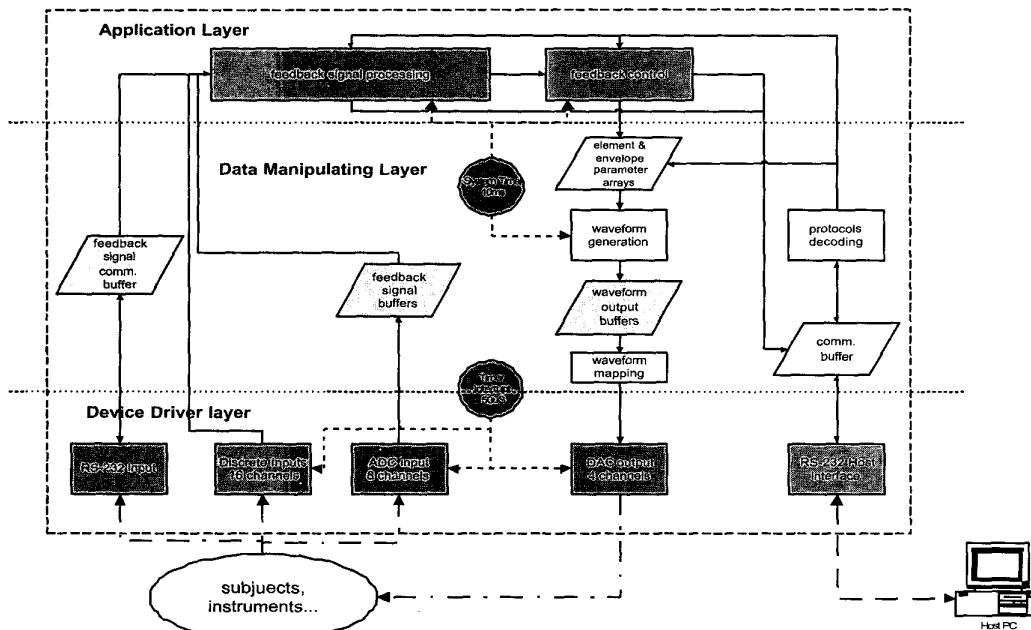 Application Layer
feedback signal processing
feedback control
Data Manipulating Layer
element &
envelope
parameter
arrays
10ms
waveform
generation
protocols
decoding
feedback
signal
comm.
buffer
feedback
signal
buffers
waveform
output
buffers
comm.
buffer
waveform
mapping
Timer
Device Driver layer
RS-232 Input
Discrete Inputs
16 channels
ADC input
8 channels
DAC output
4 channels
RS-232 Host
Interface
subjuects,
instruments...
Host PC